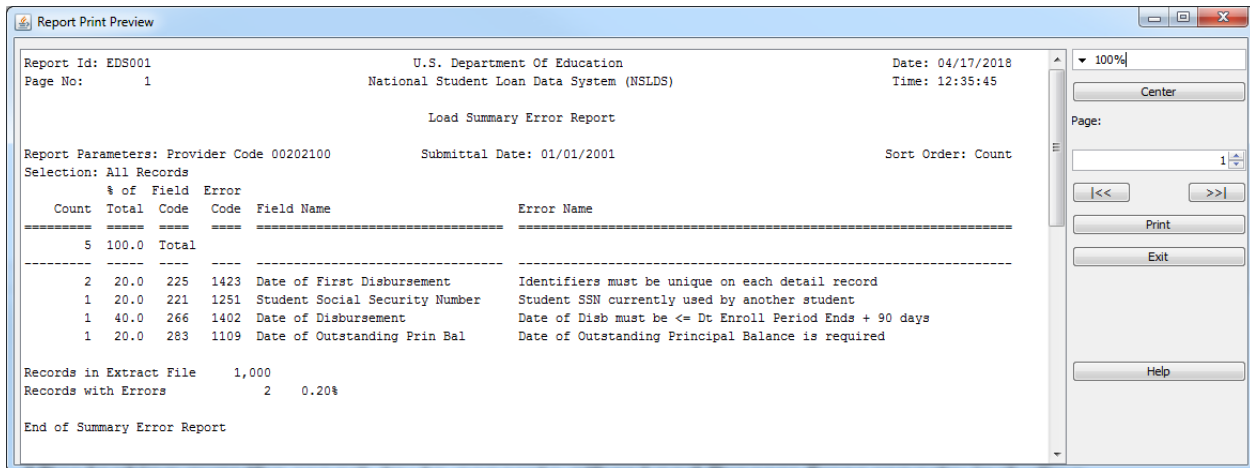 Report Print Preview
Report Id: EDS001 U.S. Department Of Education Date: 04/17/2018
Page No: 1 National Student Loan Data System (NSLDS) Time: 12:35:45
Load Summary Error Report
Report Parameters: Provider Code 00202100 Submittal Date: 01/01/2001 Sort Order: Count
Selection: All Records
% of Field Error
Count Total Code Code Field Name Error Name
========= ===== ==== ==== ================================ ================================================================
5 100.0 Total
--------- ----- ---- ---- -------------------------------- ----------------------------------------------------------------
2 20.0 225 1423 Date of First Disbursement Identifiers must be unique on each detail record
1 20.0 221 1251 Student Social Security Number Student SSN currently used by another student
1 40.0 266 1402 Date of Disbursement Date of Disb must be <= Dt Enroll Period Ends + 90 days
1 20.0 283 1109 Date of Outstanding Prin Bal Date of Outstanding Principal Balance is required
Records in Extract File 1,000
Records with Errors 2 0.20%
End of Summary Error Report
100%
Center
Page:
1
|<< >>|
Print
Exit
Help